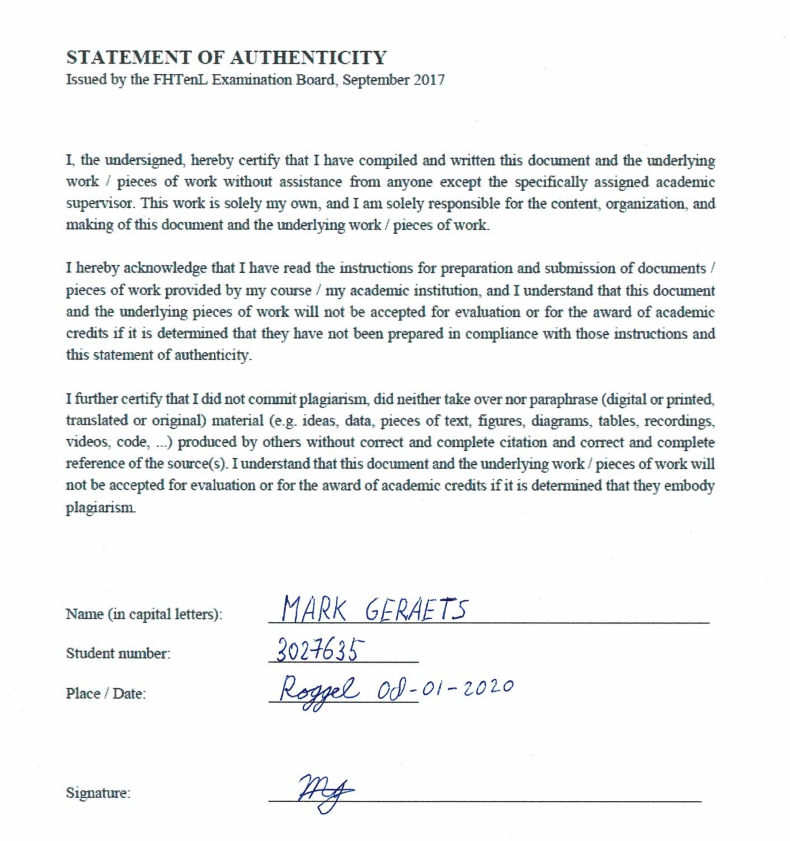 STATEMENT OF AUTHENTICITY
Issued by the FHTenL Examination Board, September 2017
I, the undersigned, hereby certify that I have compiled and written this document and the underlying
work / pieces of work without assistance from anyone except the specifically assigned academic
supervisor. This work is solely my own, and I am solely responsible for the content, organization, and
making of this document and the underlying work / pieces of work.
I hereby acknowledge that I have read the instructions for preparation and submission of documents /
pieces of work provided by my course / my academic institution, and I understand that this document
and the underlying pieces of work will not be accepted for evaluation or for the award of academic
credits if it is determined that they have not been prepared in compliance with those instructions and
this statement of authenticity.
I further certify that I did not commit plagiarism, did neither take over nor paraphrase (digital or printed,
translated or original) material (e.g. ideas, data, pieces of text, figures, diagrams, tables, recordings,
videos, code, ...) produced by others without correct and complete citation and correct and complete
reference of the source(s). I understand that this document and the underlying work / pieces of work will
not be accepted for evaluation or for the award of academic credits if it is determined that they embody
plagiarism.
Name (in capital letters): MARK GERAETS
Student number: 3027635
Place / Date: Roggel 08-01-2020
Signature: MG